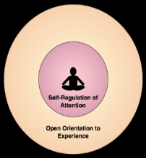 Self-Regulation of
Attention
Open Orientation to
Experience